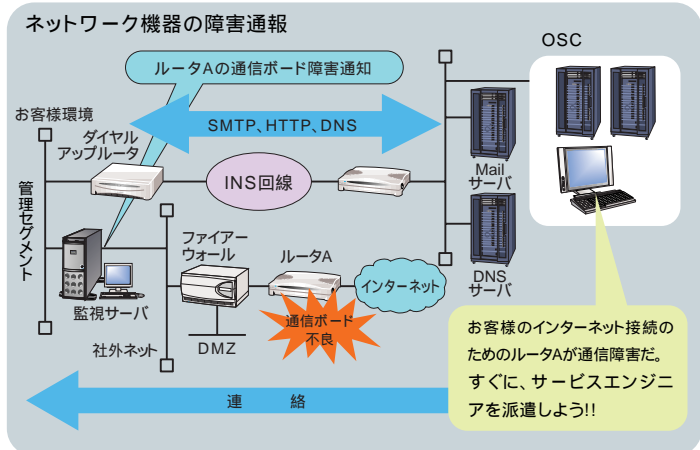 ネットワーク機器の障害通報
OSC
ルータAの通信ボード障害通知
お客様環境
SMTP、HTTP、DNS
ダイヤル
アップルータ
INS回線
Mail
サーバ
管理セグメント
ファイアー
ウォール
ルータA
インターネット
DNS
サーバ
監視サーバ
通信ボード
不良
社外ネット
DMZ
お客様のインターネット接続の
ためのルータAが通信障害だ。
すぐに、サービスエンジニ
アを派遣しよう!!
連 絡